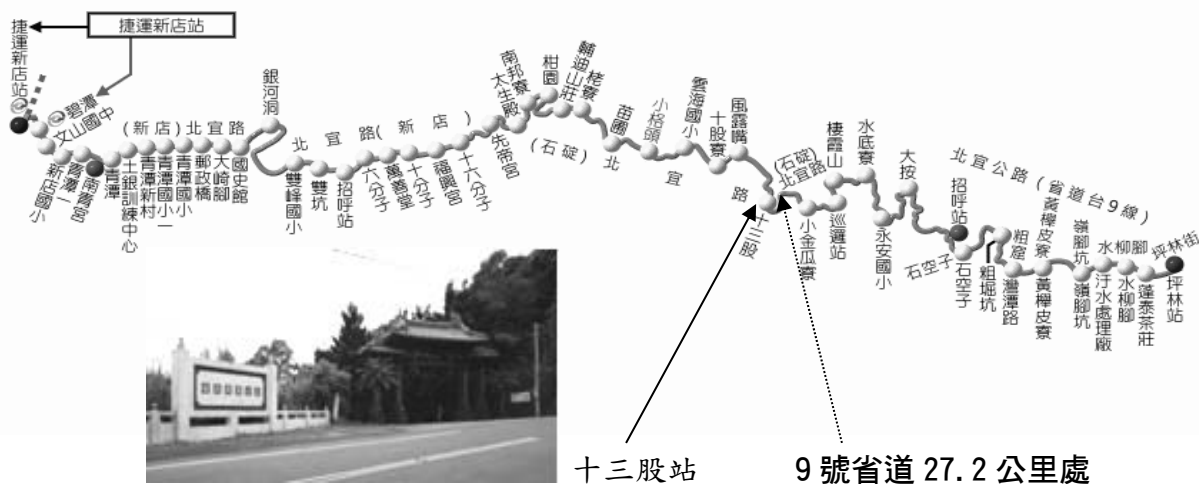 捷運新店站
捷運新店站
碧潭
文山國中
新店國小
青潭一
南青宮
青潭
土銀訓練中心
青潭新村
青潭國小一
青潭國小
郵政橋
大崎腳
國史館
(新店)北宜路
銀河洞
雙峰國小
雙坑
招呼站
六分子
萬善堂
十分子
福興宮
十六分子
北宜路(新店)
先帝宮
太生殿
南邦寮
柑園
輔迪山莊
栳寮
苗圃
小格頭
雲海國小
十股寮
風露嘴
(石碇)北宜路
十三股
(石碇)
北宜路
小金瓜寮
巡邏站
棲霞山
水底寮
永安國小
大按
招呼站
石空子
石空子
北宜公路(省道台9線)
粗堀坑
粗窟
灣潭路
黃櫸皮寮
黃櫸皮寮
嶺腳坑
嶺腳坑
汙水處理廠
水柳腳
水柳腳
蓬泰茶莊
坪林街
坪林站
十三股站
9號省道27.2公里處